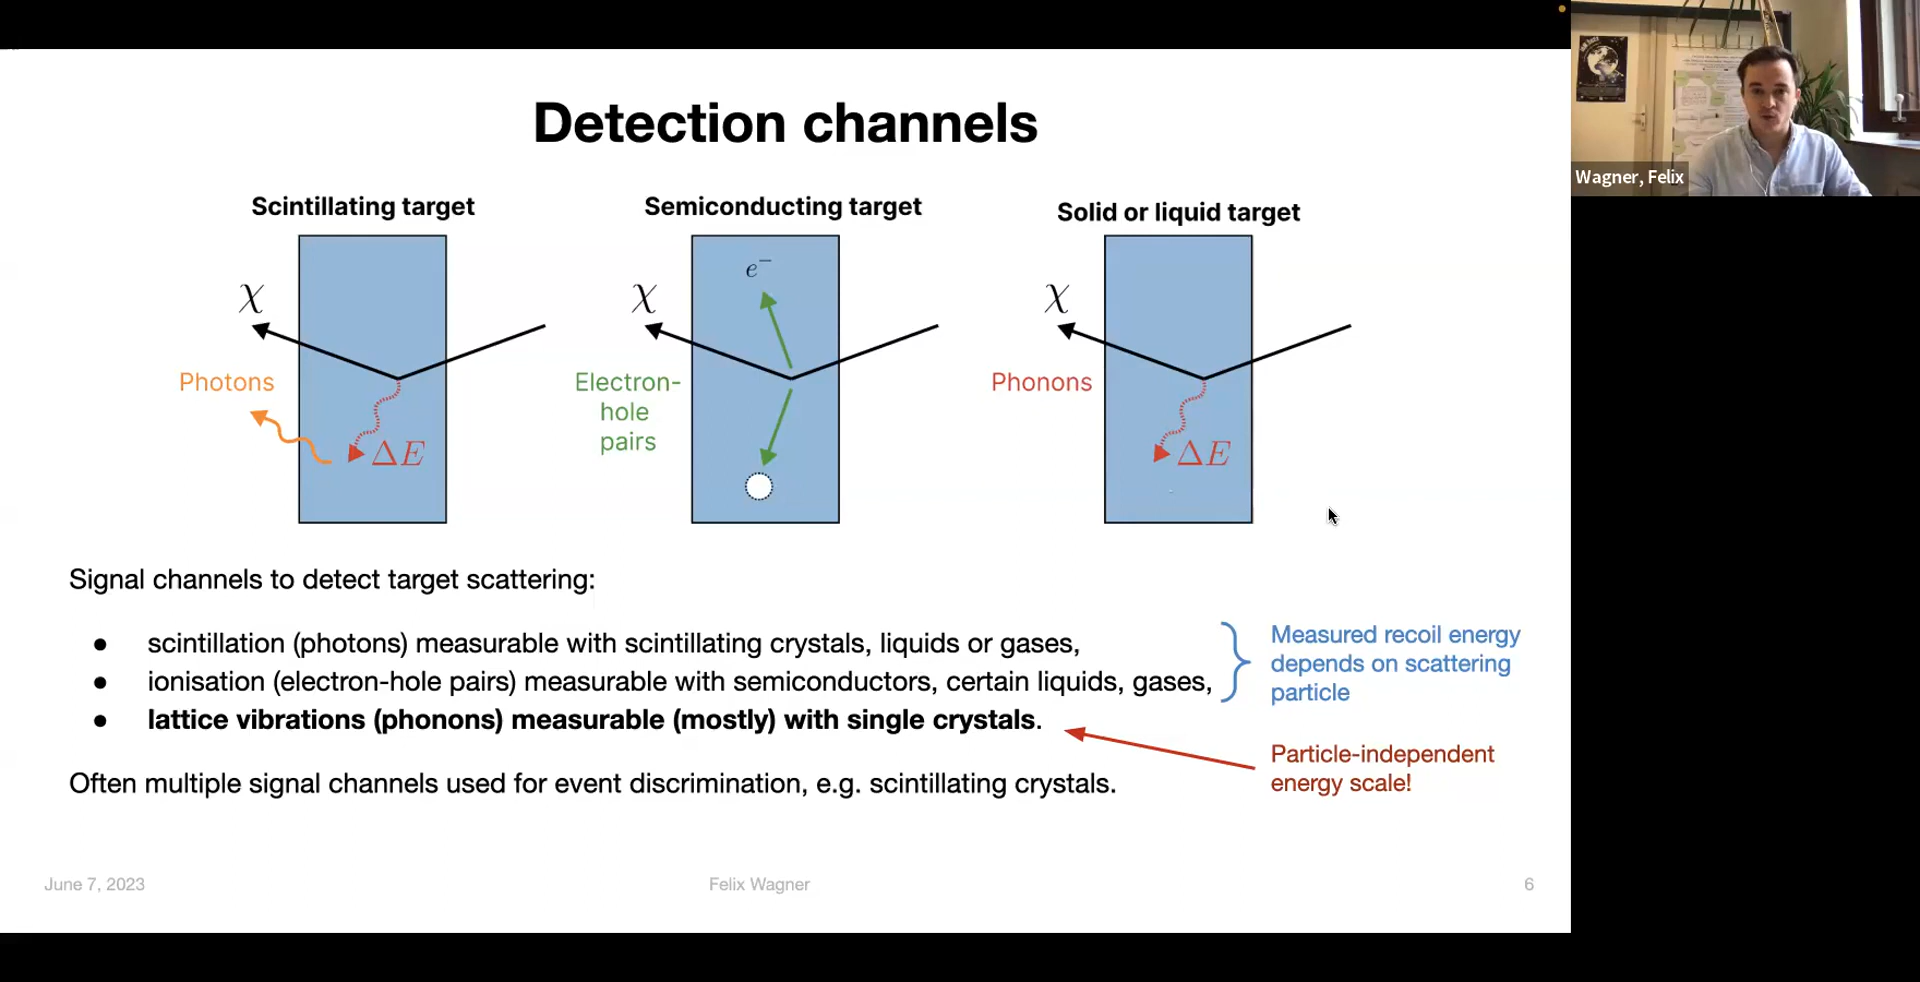 Detection channels
Scintillating target
Semiconducting target
Solid or liquid target
χ
Photons
ΔE
χ
e⁻
Electron-
hole
pairs
χ
Phonons
ΔE
Signal channels to detect target scattering:
● scintillation (photons) measurable with scintillating crystals, liquids or gases,
● ionisation (electron-hole pairs) measurable with semiconductors, certain liquids, gases,
● lattice vibrations (phonons) measurable (mostly) with single crystals.
Measured recoil energy
depends on scattering
particle
Particle-independent
energy scale!
Often multiple signal channels used for event discrimination, e.g. scintillating crystals.
June 7, 2023
Felix Wagner
6
Wagner, Felix